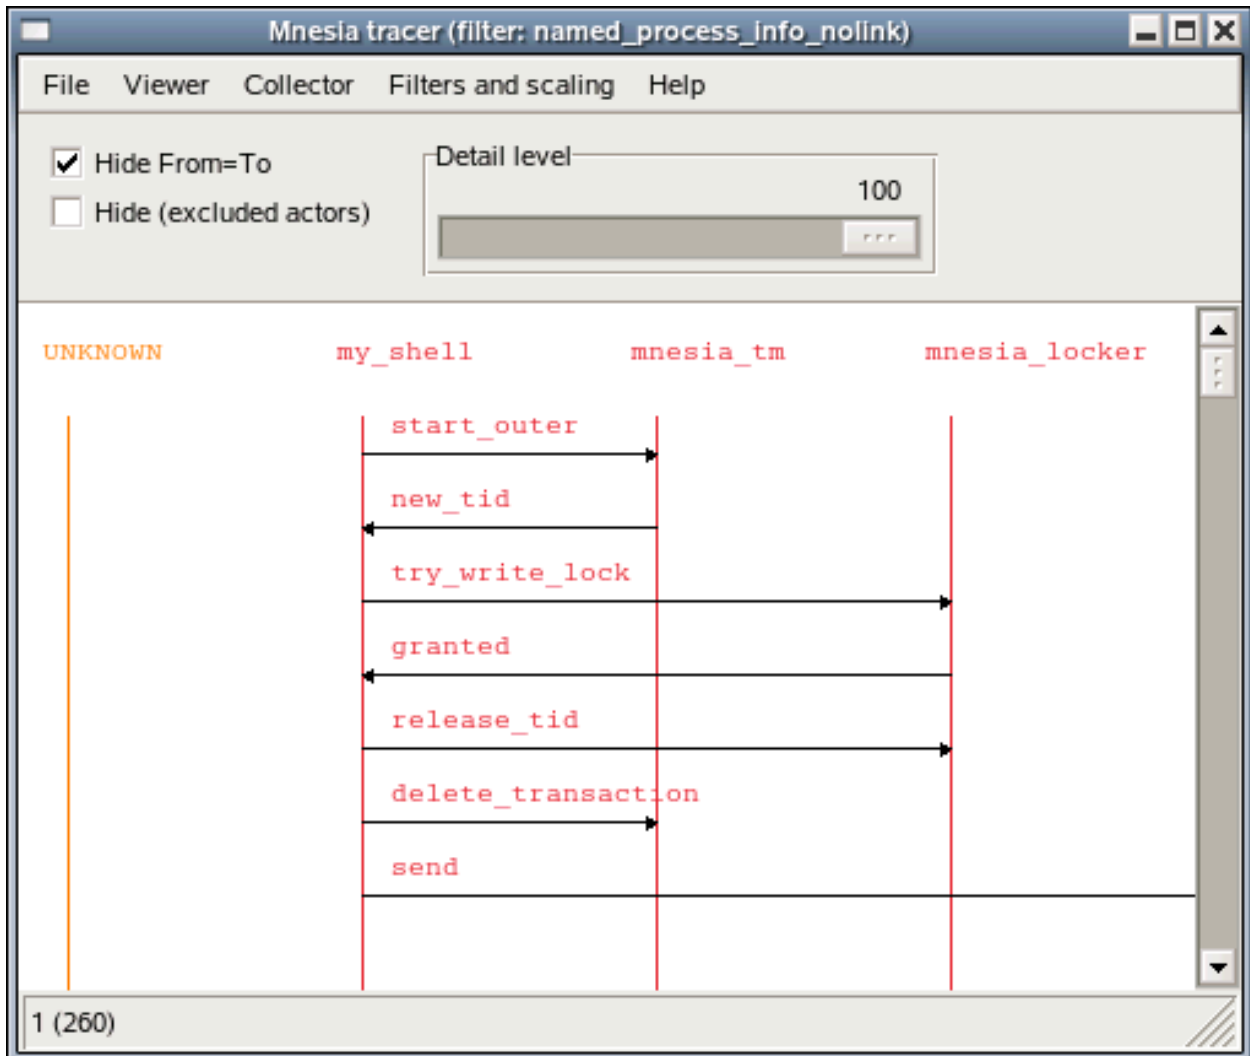 Mnesia tracer (filter: named_process_info_nolink)
File Viewer Collector Filters and scaling Help
Hide From=To
Hide (excluded actors)
Detail level
100
UNKNOWN my_shell mnesia_tm mnesia_locker
start_outer
new_tid
try_write_lock
granted
release_tid
delete_transaction
send
1 (260)